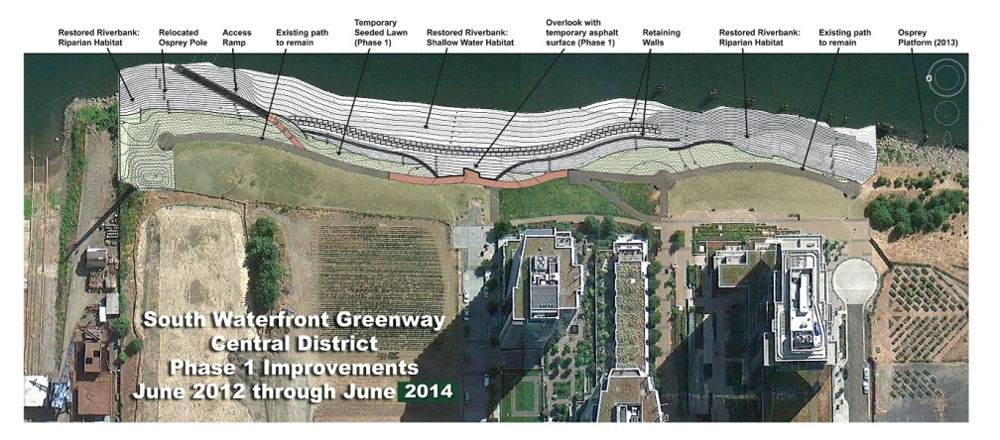 Restored Riverbank:
Riparian Habitat
Relocated
Osprey Pole
Access
Ramp
Existing path
to remain
Temporary
Seeded Lawn
(Phase 1)
Restored Riverbank:
Shallow Water Habitat
Overlook with
temporary asphalt
surface (Phase 1)
Retaining
Walls
Restored Riverbank:
Riparian Habitat
Existing path
to remain
Osprey
Platform (2013)
South Waterfront Greenway
Central District
Phase 1 Improvements
June 2012 through June 2014